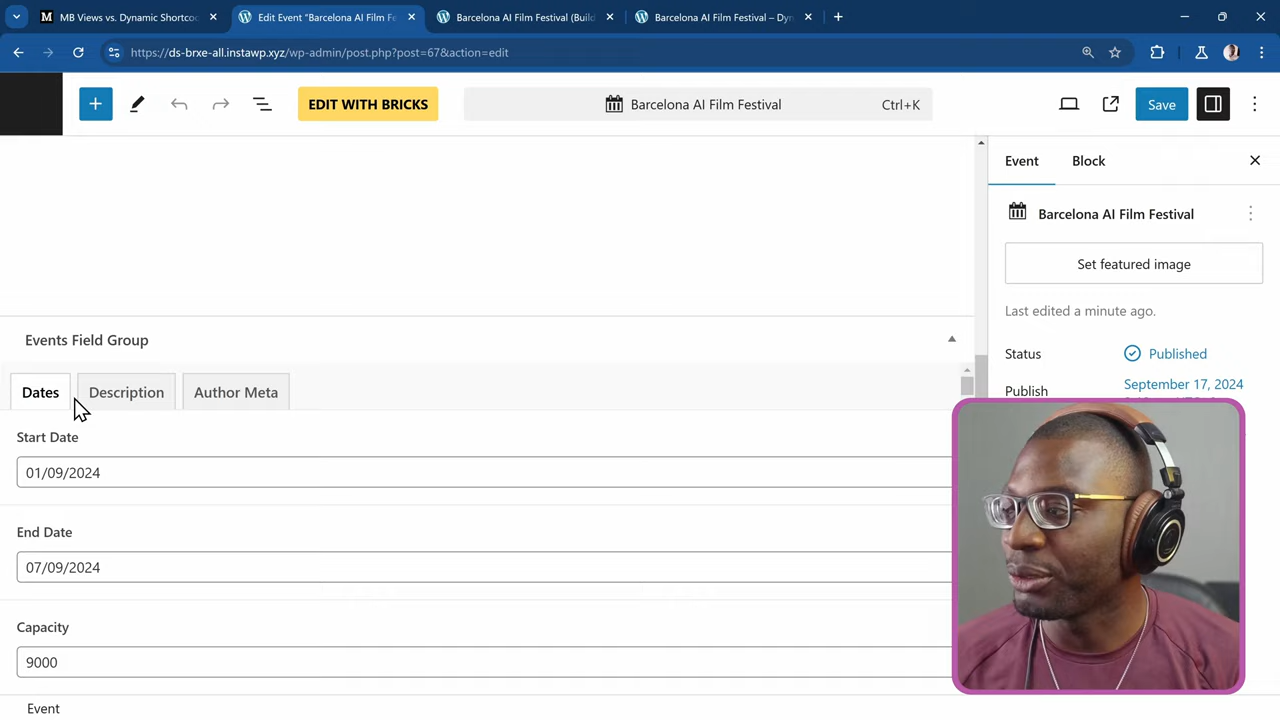 MB Views vs. Dynamic Shortcoc
Edit Event "Barcelona AI Film Fe
Barcelona AI Film Festival (Build
Barcelona AI Film Festival – Dyn
https://ds-brxe-all.instawp.xyz/wp-admin/post.php?post=67&action=edit
EDIT WITH BRICKS
Barcelona AI Film Festival
Ctrl+K
Save
Event
Block
Barcelona AI Film Festival
Set featured image
Last edited a minute ago.
Status
Published
Publish
September 17, 2024
Events Field Group
Dates
Description
Author Meta
Start Date
01/09/2024
End Date
07/09/2024
Capacity
9000
Event